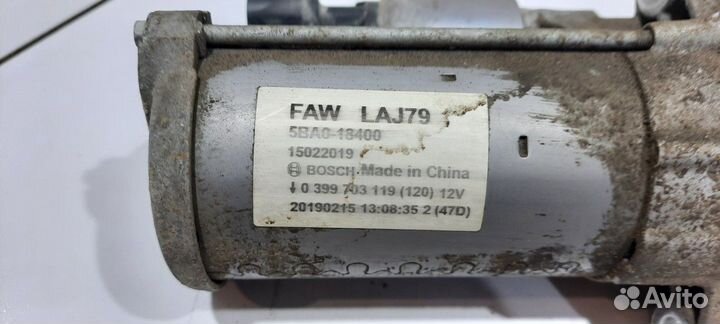 FAW LAJ79
5BA0-18400
15022019
BOSCH Made in China
↓ 0 399 703 119 (120) 12V
20190215 13:08:35 2 (47D)
Avito